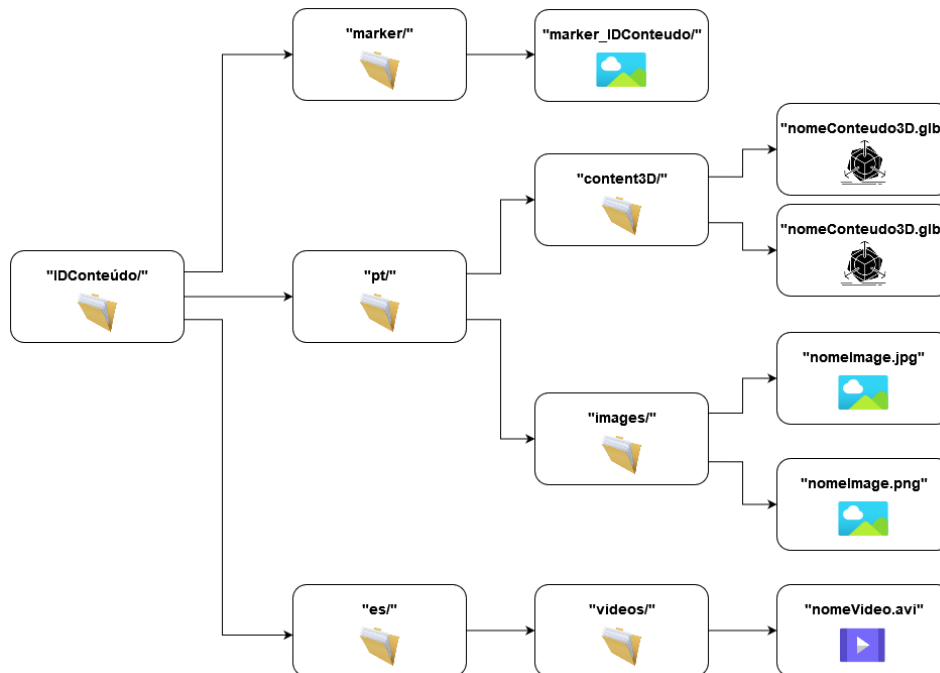 "marker/"
"marker_IDConteudo/"
"nomeConteudo3D.glb
"content3D/"
"nomeConteudo3D.glb
"IDConteúdo/"
"pt/"
"nomeImage.jpg"
"images/"
"nomeImage.png"
"es/"
"videos/"
"nomeVideo.avi"